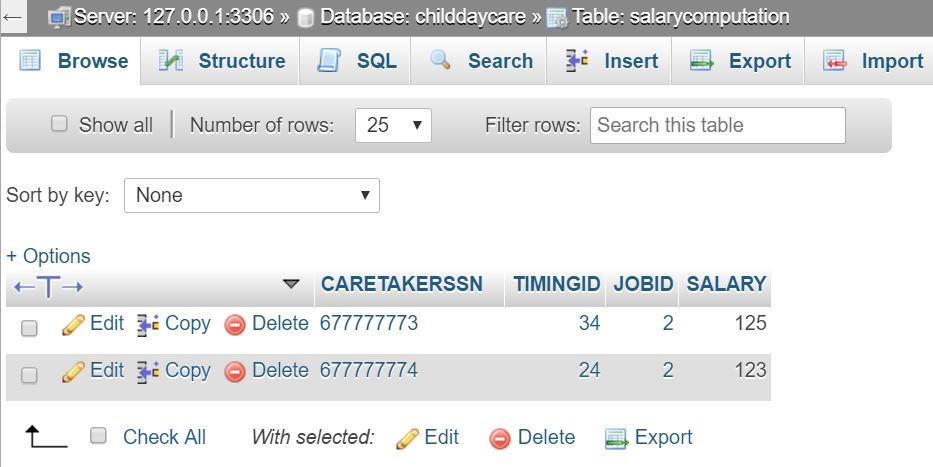 ← Server: 127.0.0.1:3306 » Database: childdaycare » Table: salarycomputation
Browse Structure SQL Search Insert Export Import
Show all | Number of rows: 25 Filter rows: Search this table
Sort by key: None
+ Options
←T→ CARETAKERSSN TIMINGID JOBID SALARY
Edit Copy Delete 677777773 34 2 125
Edit Copy Delete 677777774 24 2 123
Check All With selected: Edit Delete Export